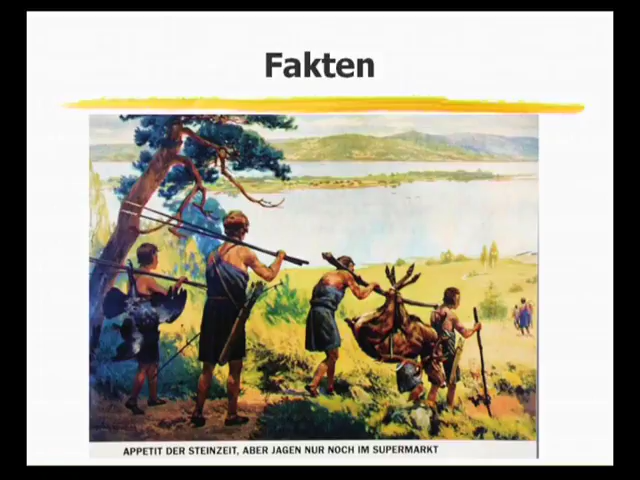 Fakten
APPETIT DER STEINZEIT, ABER JAGEN NUR NOCH IM SUPERMARKT